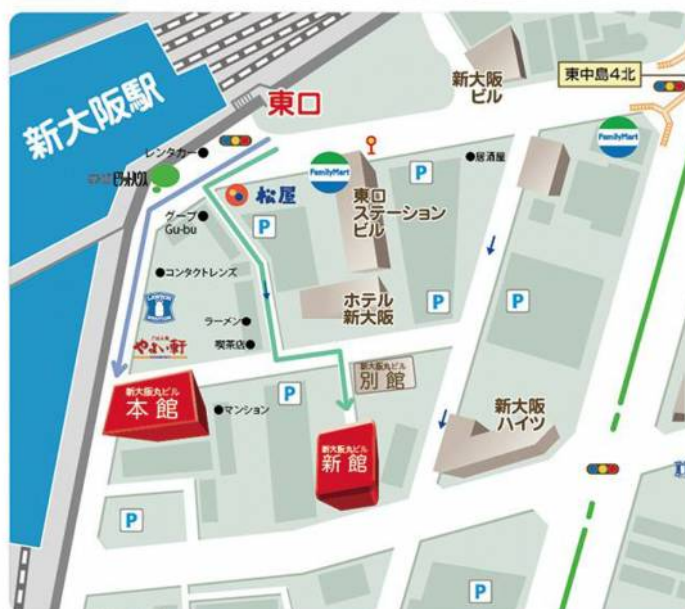 新大阪駅
東口
新大阪
ビル
東中島4北
レンタカー
松屋
FamilyMart
FamilyMart
居酒屋
P
P
東口
ステーション
ビル
グーブ
Gu-bu
コンタクトレンズ
LAWSON
ホテル
新大阪
P
P
ラーメン
喫茶店
やよい軒
新大阪丸ビル
別館
新大阪丸ビル
本館
マンション
P
新大阪
ハイツ
新大阪丸ビル
新館
P
P